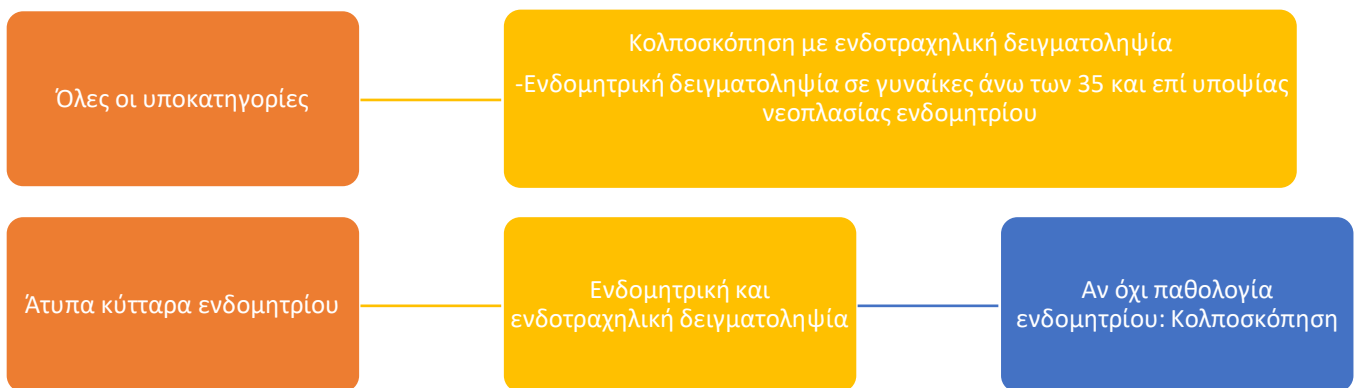 Όλες οι υποκατηγορίες
Κολποσκόπηση με ενδοτραχηλική δειγματοληψία
-Ενδομητρική δειγματοληψία σε γυναίκες άνω των 35 και επί υποψίας
νεοπλασίας ενδομητρίου
Άτυπα κύτταρα ενδομητρίου
Ενδομητρική και
ενδοτραχηλική δειγματοληψία
Αν όχι παθολογία
ενδομητρίου: Κολποσκόπηση